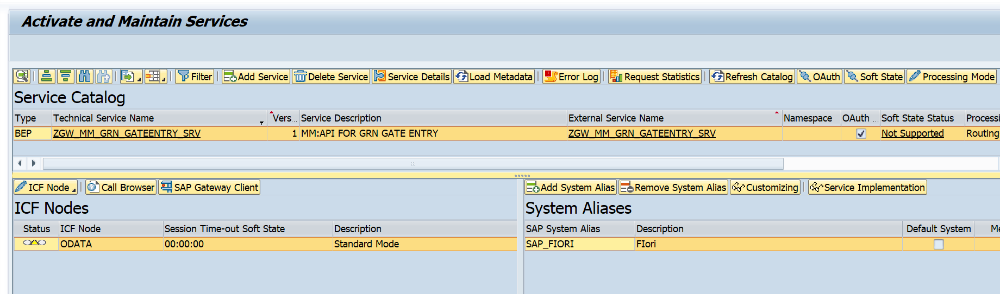 Activate and Maintain Services
Filter Add Service Delete Service Service Details Load Metadata Error Log Request Statistics Refresh Catalog OAuth Soft State Processing Mode
Service Catalog
Type Technical Service Name Vers... Service Description External Service Name Namespace OAuth ... Soft State Status Processi
BEP ZGW_MM_GRN_GATEENTRY_SRV 1 MM:API FOR GRN GATE ENTRY ZGW_MM_GRN_GATEENTRY_SRV Not Supported Routing
ICF Node Call Browser SAP Gateway Client Add System Alias Remove System Alias Customizing Service Implementation
ICF Nodes System Aliases
Status ICF Node Session Time-out Soft State Description SAP System Alias Description Default System Me
ODATA 00:00:00 Standard Mode SAP_FIORI FIori